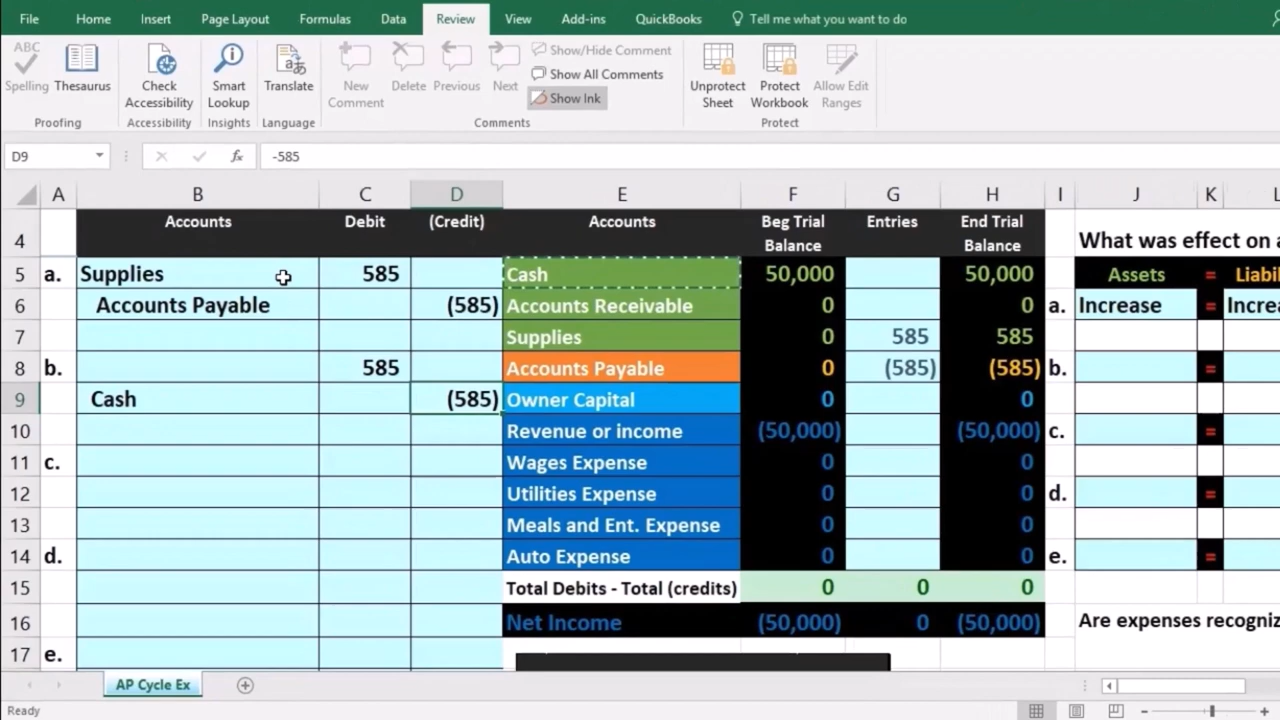 File Home Insert Page Layout Formulas Data Review View Add-ins QuickBooks Tell me what you want to do
ABC
Spelling Thesaurus Check Accessibility Smart Lookup Translate New Comment Delete Previous Next Show/Hide Comment Show All Comments Show Ink Unprotect Sheet Protect Workbook Allow Edit Ranges
Proofing Accessibility Insights Language Comments Protect
D9 fx -585
A B C D E F G H I J K L
4 Accounts Debit (Credit) Accounts Beg Trial Balance Entries End Trial Balance What was effect on a
5 a. Supplies 585 Cash 50,000 50,000 Assets = Liabi
6 Accounts Payable (585) Accounts Receivable 0 0 a. Increase = Increa
7 Supplies 0 585 585
8 b. 585 Accounts Payable 0 (585) (585) b. =
9 Cash (585) Owner Capital 0 0
10 Revenue or income (50,000) (50,000) c. =
11 c. Wages Expense 0 0
12 Utilities Expense 0 0 d. =
13 Meals and Ent. Expense 0 0
14 d. Auto Expense 0 0 e. =
15 Total Debits - Total (credits) 0 0 0
16 Net Income (50,000) 0 (50,000) Are expenses recogniz
17 e.
AP Cycle Ex
Ready